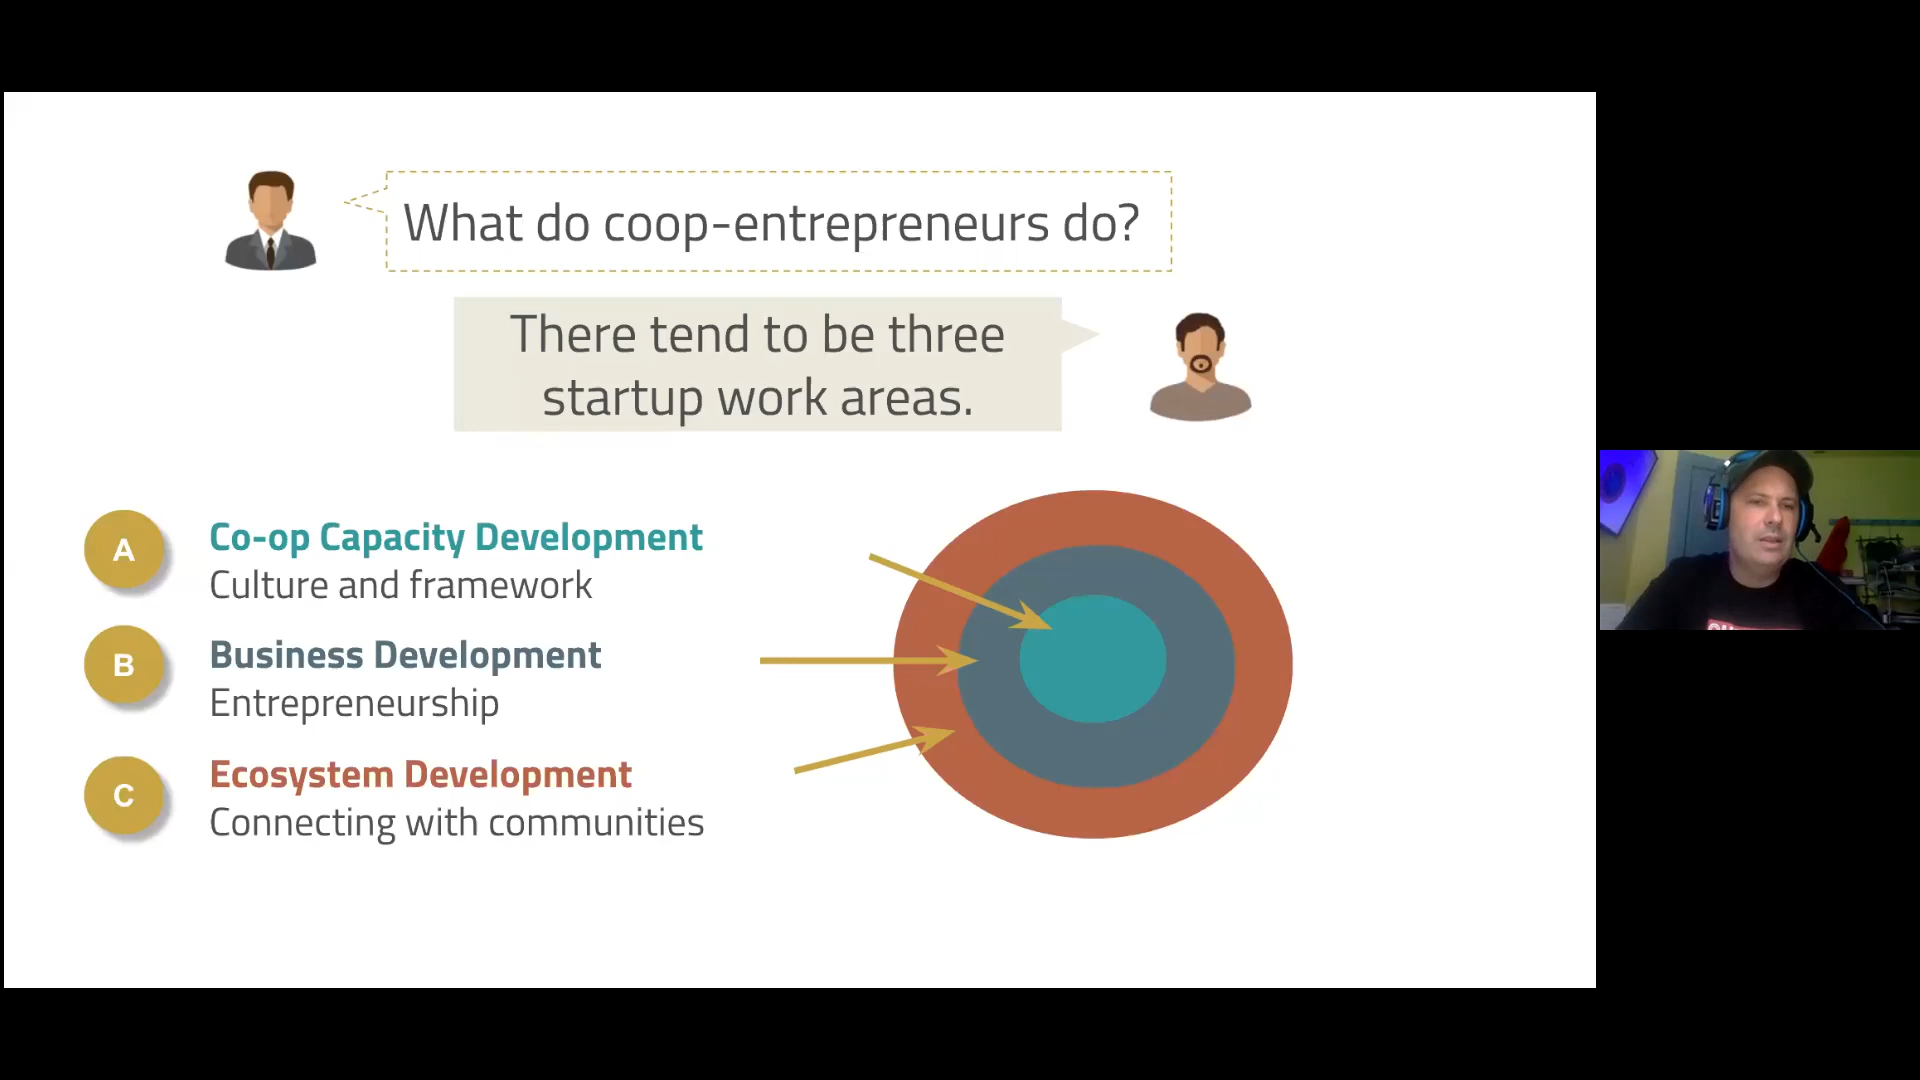 What do coop-entrepreneurs do?
There tend to be three
startup work areas.
A
Co-op Capacity Development
Culture and framework
B
Business Development
Entrepreneurship
C
Ecosystem Development
Connecting with communities